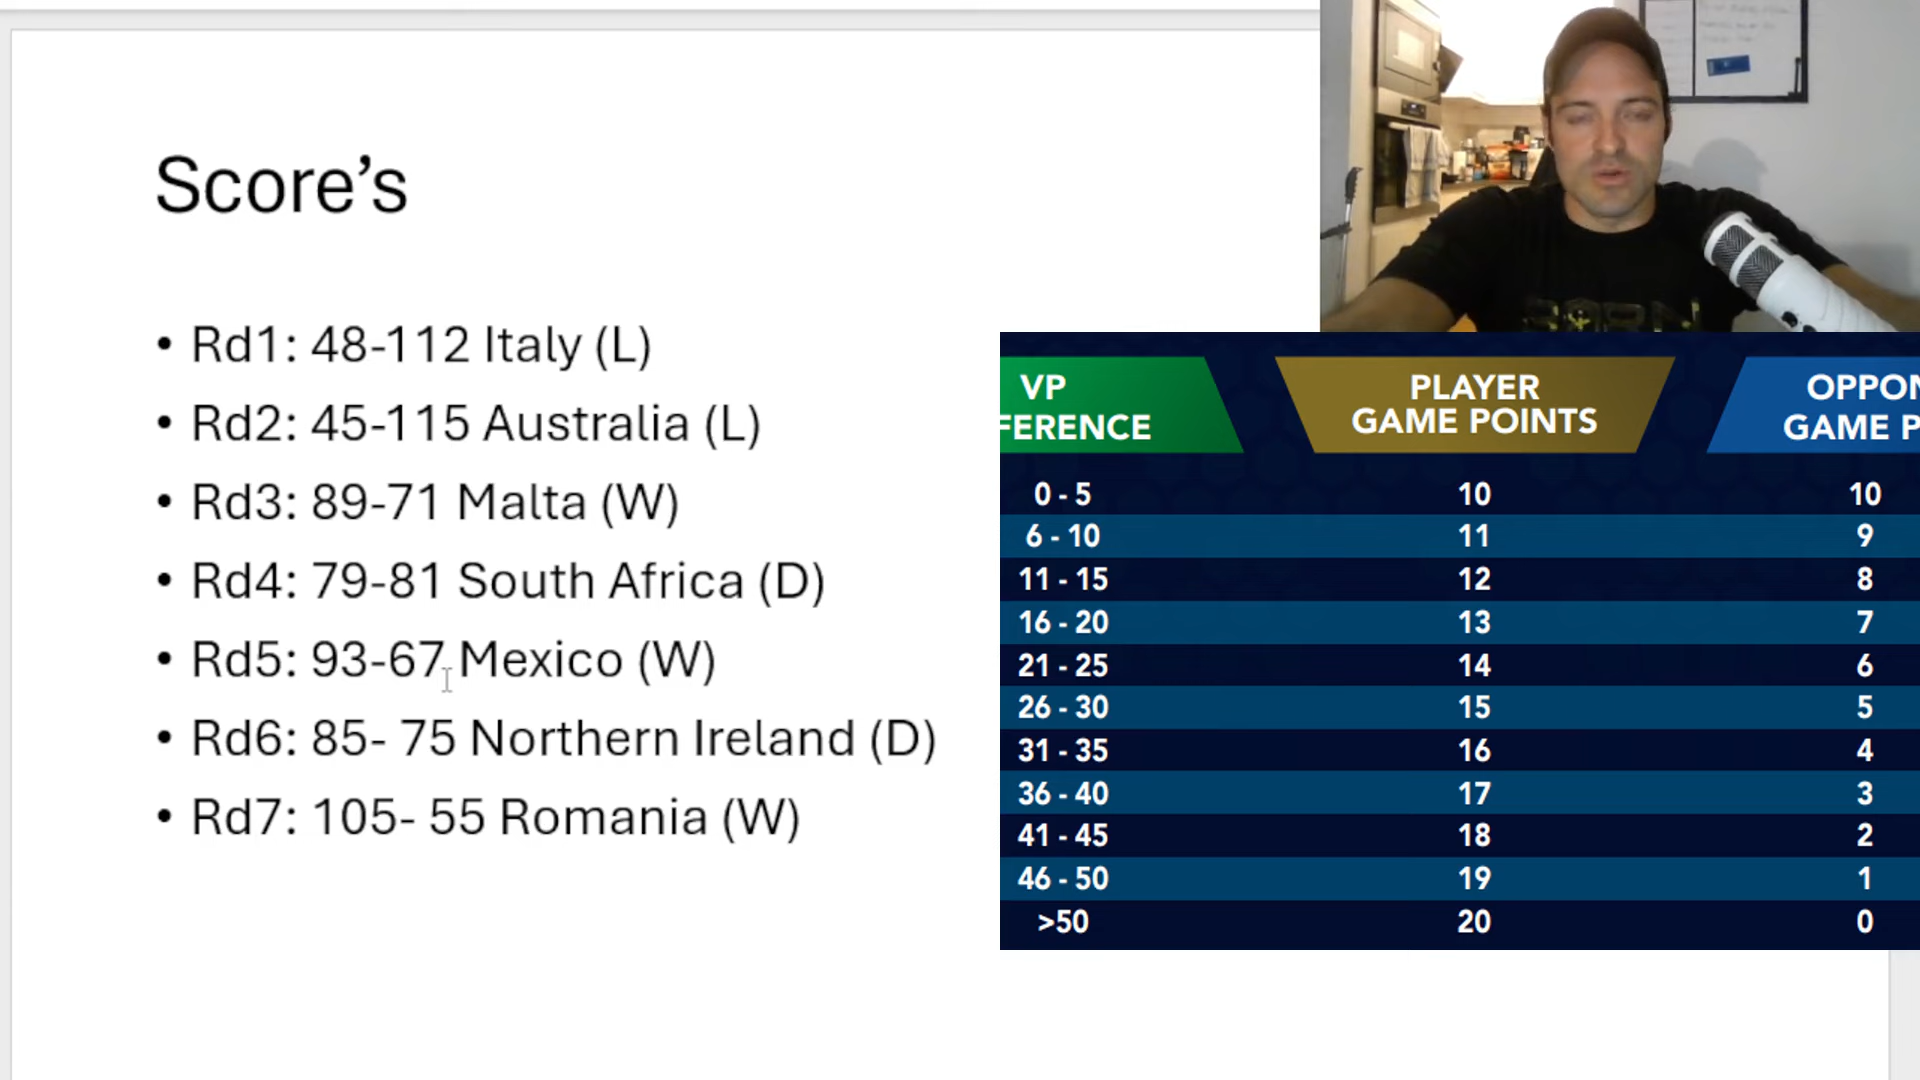 Score’s
• Rd1: 48-112 Italy (L)
• Rd2: 45-115 Australia (L)
• Rd3: 89-71 Malta (W)
• Rd4: 79-81 South Africa (D)
• Rd5: 93-67 Mexico (W)
• Rd6: 85- 75 Northern Ireland (D)
• Rd7: 105- 55 Romania (W)
VP
FERENCE
PLAYER
GAME POINTS
OPPON
GAME P
0 - 5 10 10
6 - 10 11 9
11 - 15 12 8
16 - 20 13 7
21 - 25 14 6
26 - 30 15 5
31 - 35 16 4
36 - 40 17 3
41 - 45 18 2
46 - 50 19 1
>50 20 0